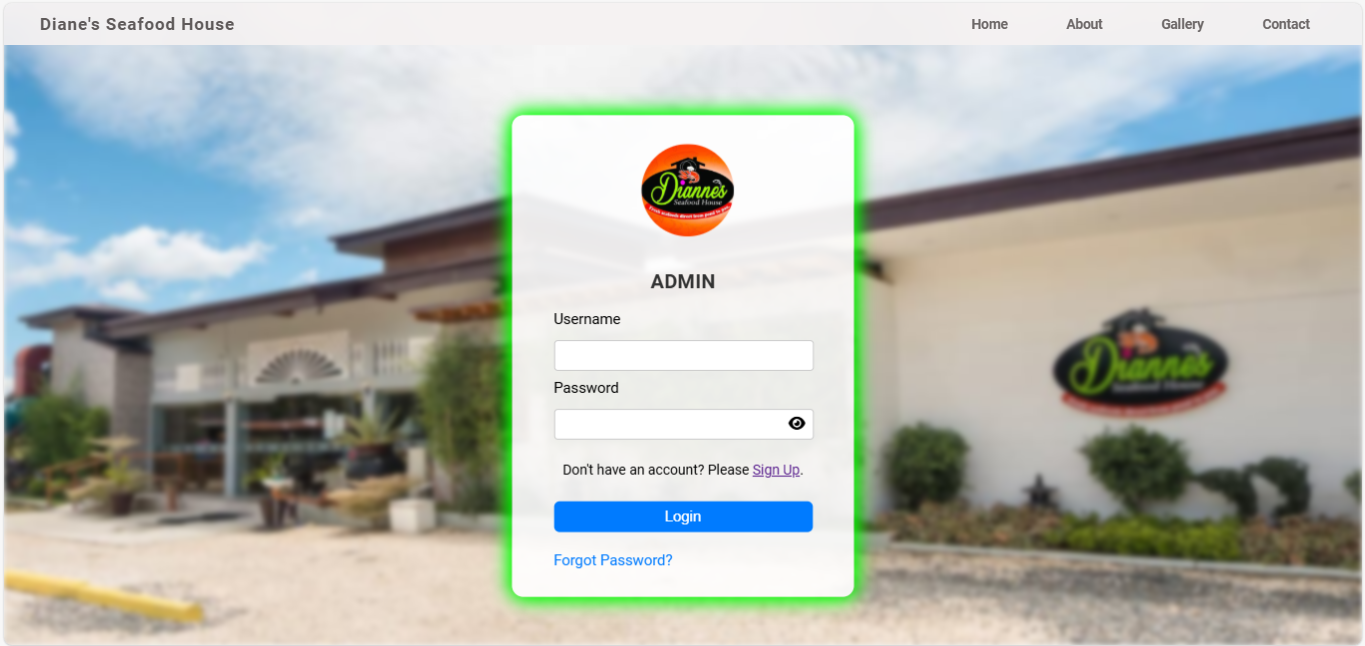 Diane's Seafood House
Home About Gallery Contact
Diannes
Seafood House
ADMIN
Username
Password
Don't have an account? Please Sign Up.
Login
Forgot Password?
Diannes
Seafood House